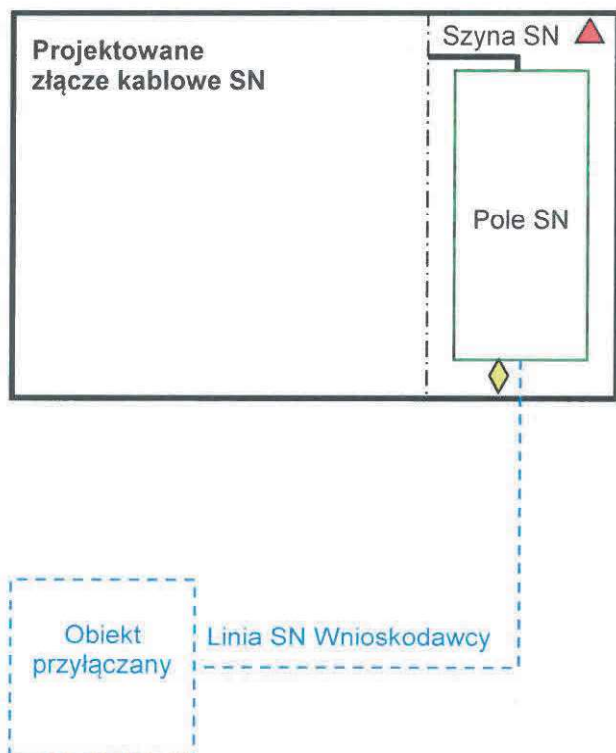 Projektowane
złącze kablowe SN
Szyna SN
Pole SN
Obiekt
przyłączany
Linia SN Wnioskodawcy